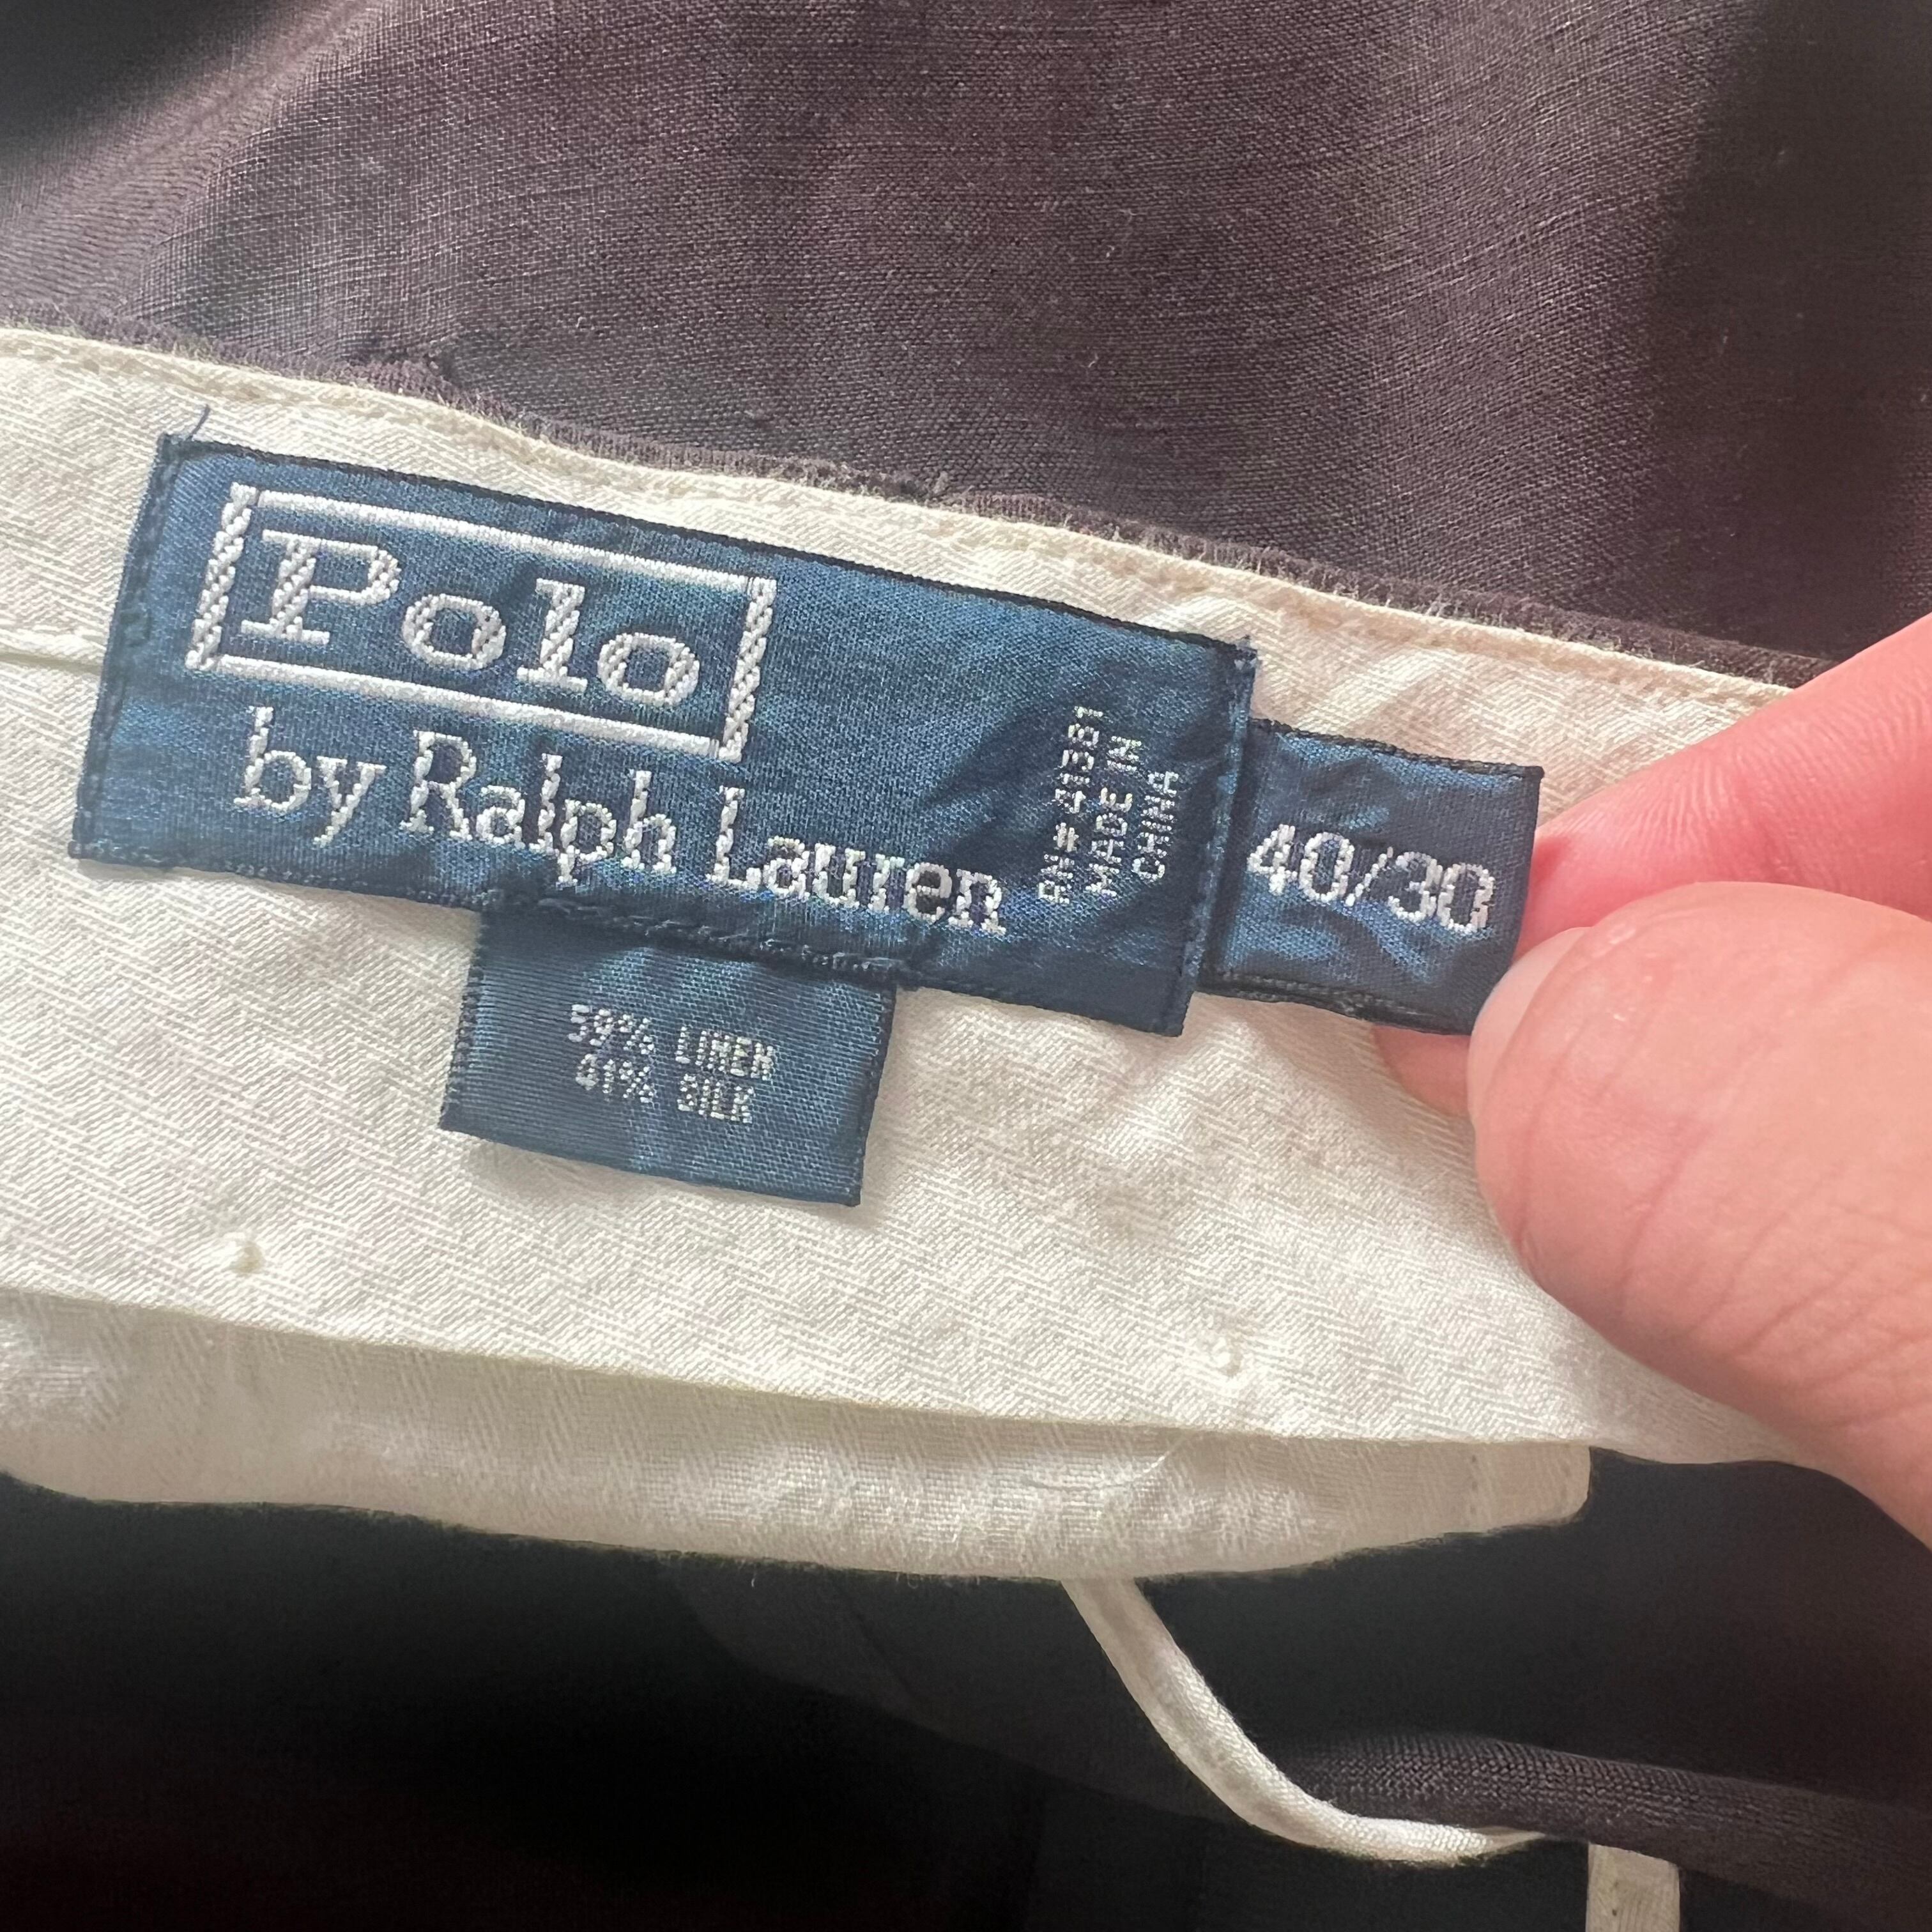 Polo
by Ralph Lauren
RN# 41381
MADE IN
CHINA
40/30
59% LINEN
41% SILK